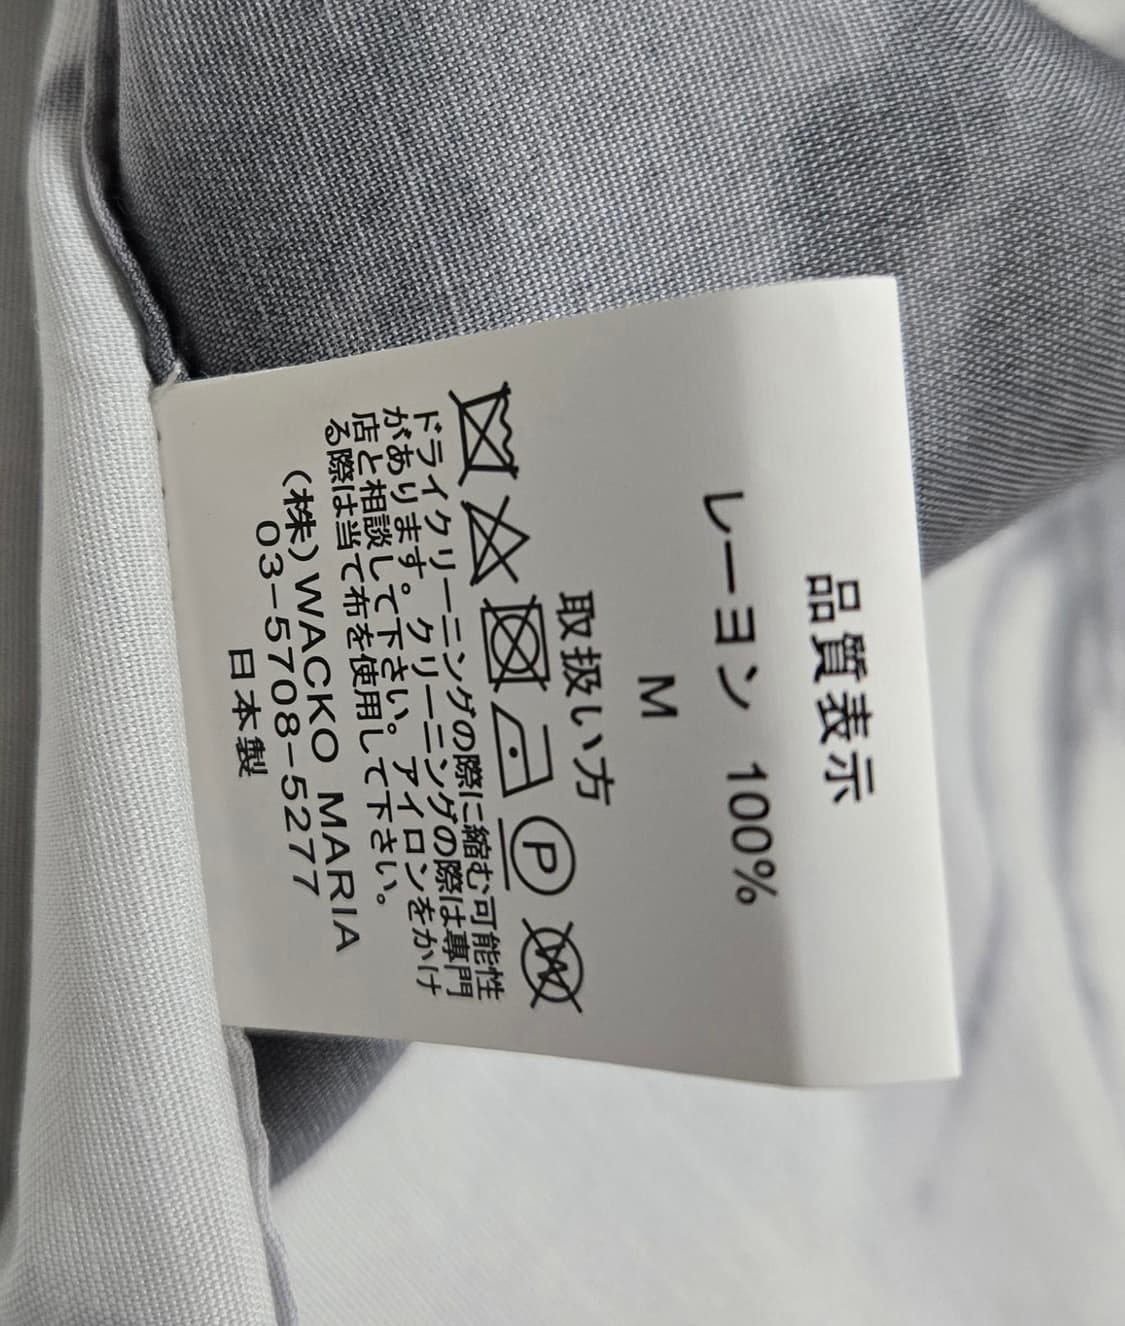 品質表示
レーヨン 100%
M
取扱い方
P W
ドライクリーニングの際に縮む可能性
があります。クリーニングの際は専門
店と相談して下さい。アイロンをかけ
る際は当て布を使用して下さい。
(株)WACKO MARIA
03-5708-5277
日本製